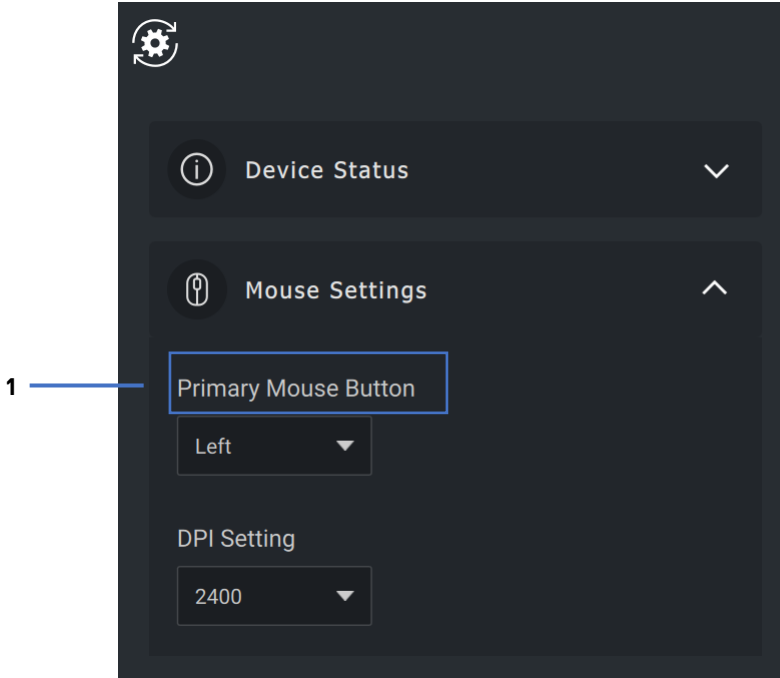 Device Status
Mouse Settings
1
Primary Mouse Button
Left
DPI Setting
2400